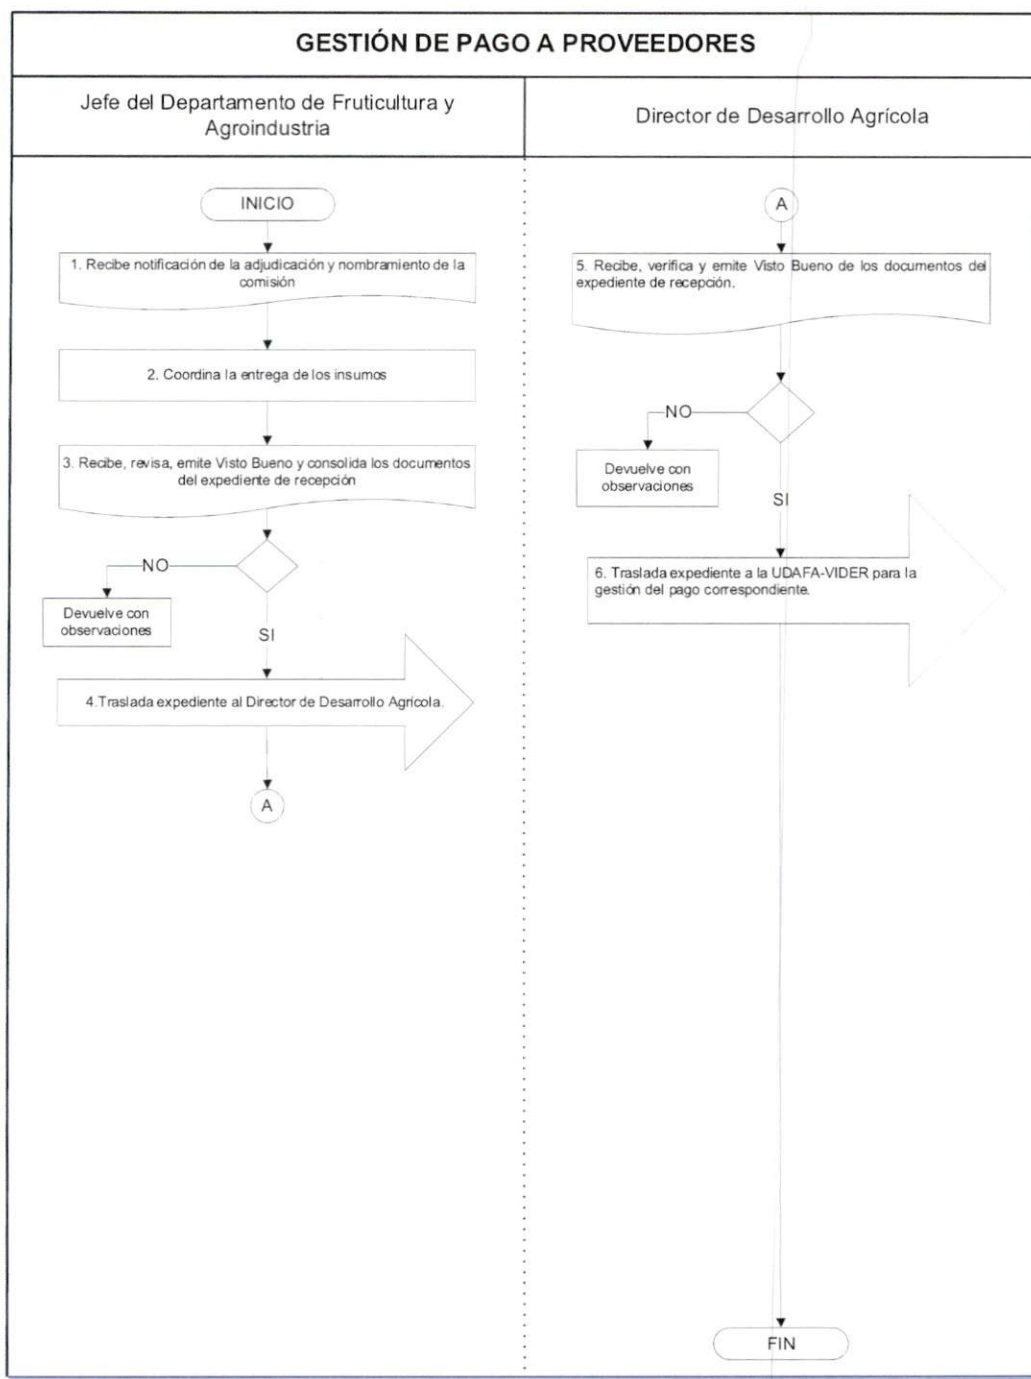 GESTIÓN DE PAGO A PROVEEDORES
Jefe del Departamento de Fruticultura y
Agroindustria
Director de Desarrollo Agrícola
INICIO
1. Recibe notificación de la adjudicación y nombramiento de la
comisión
2. Coordina la entrega de los insumos
3. Recibe, revisa, emite Visto Bueno y consolida los documentos
del expediente de recepción
NO
Devuelve con
observaciones
SI
4.Traslada expediente al Director de Desarrollo Agrícola.
A
A
5. Recibe, verifica y emite Visto Bueno de los documentos del
expediente de recepción.
NO
Devuelve con
observaciones
SI
6. Traslada expediente a la UDAFA-VIDER para la
gestión del pago correspondiente.
FIN